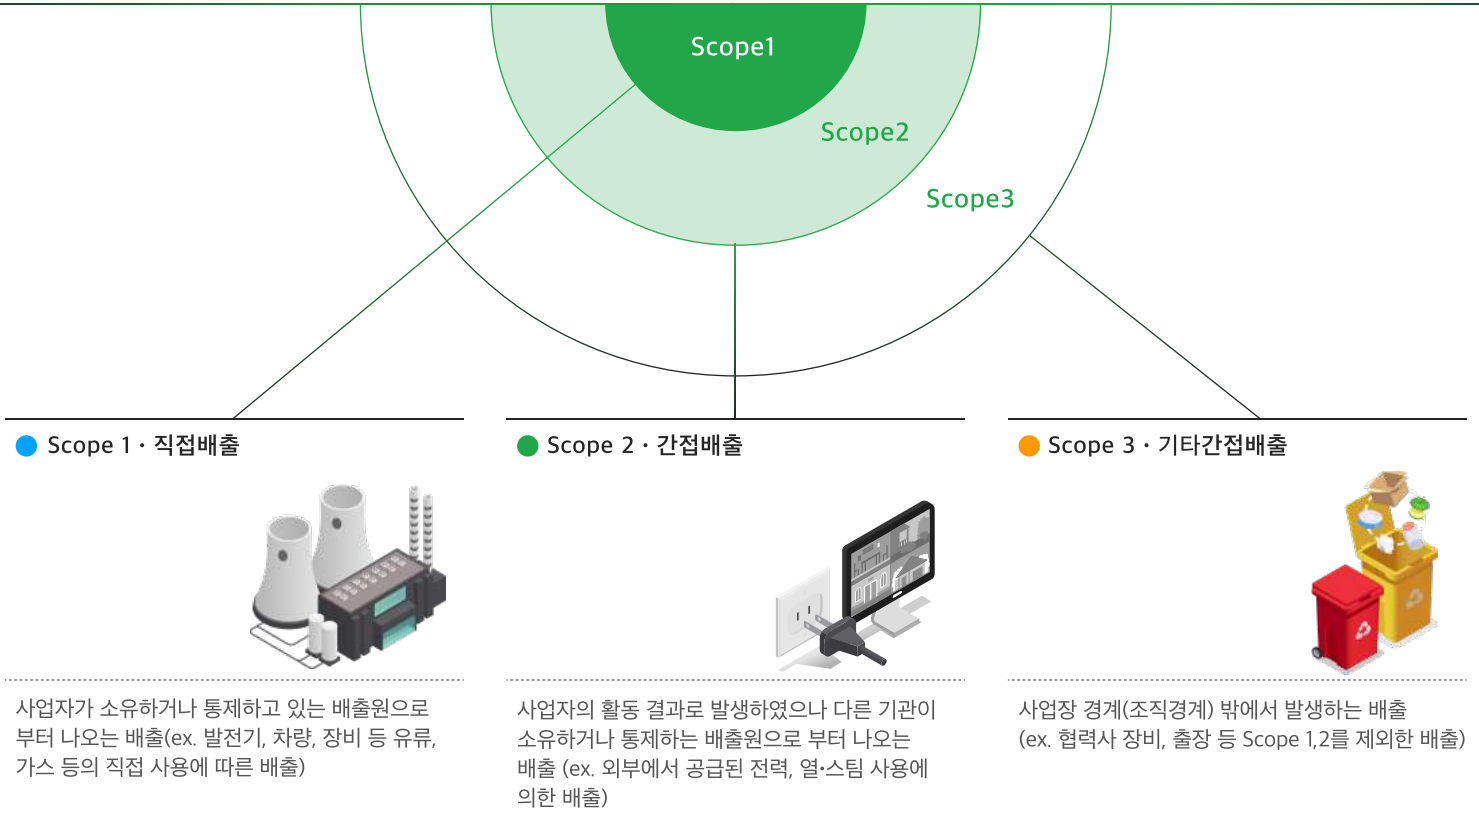 Scope1
Scope2
Scope3
Scope 1 · 직접배출
사업자가 소유하거나 통제하고 있는 배출원으로
부터 나오는 배출(ex. 발전기, 차량, 장비 등 유류,
가스 등의 직접 사용에 따른 배출)
Scope 2 · 간접배출
사업자의 활동 결과로 발생하였으나 다른 기관이
소유하거나 통제하는 배출원으로 부터 나오는
배출 (ex. 외부에서 공급된 전력, 열·스팀 사용에
의한 배출)
Scope 3 · 기타간접배출
사업장 경계(조직경계) 밖에서 발생하는 배출
(ex. 협력사 장비, 출장 등 Scope 1,2를 제외한 배출)